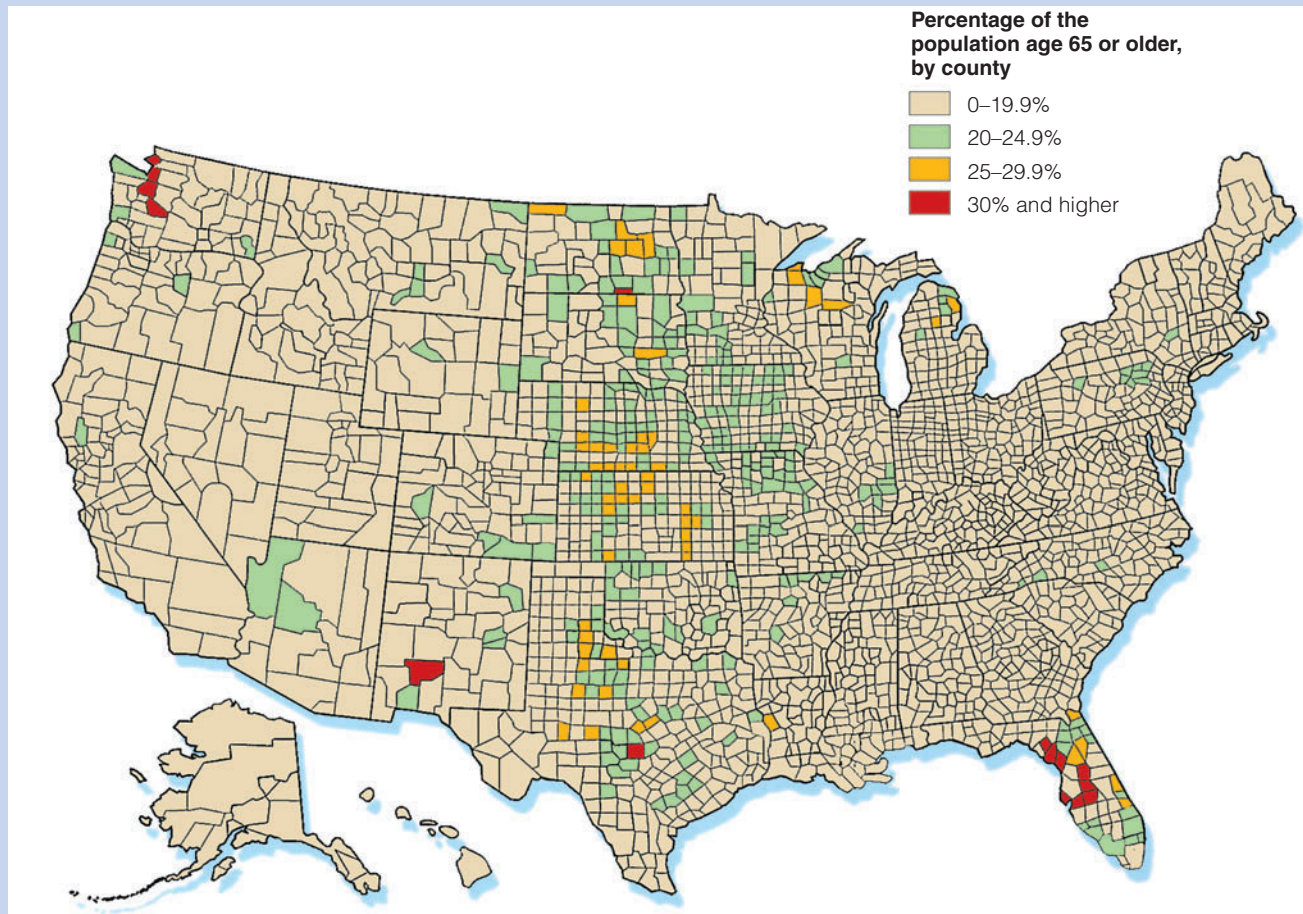 Percentage of the
population age 65 or older,
by county
0–19.9%
20–24.9%
25–29.9%
30% and higher